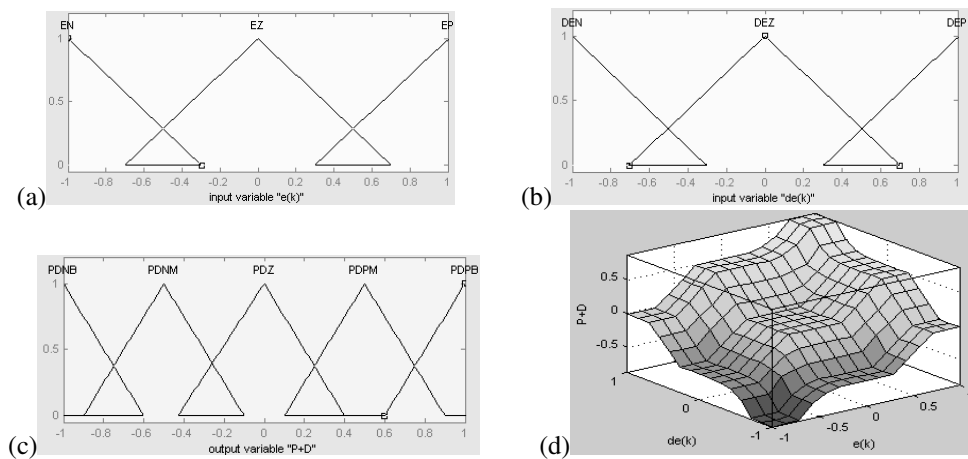 EN EZ EP
1
0.5
0
-1 -0.8 -0.6 -0.4 -0.2 0 0.2 0.4 0.6 0.8 1
input variable "e(k)"
(a)
DEN DEZ DEP
1
0.5
0
-1 -0.8 -0.6 -0.4 -0.2 0 0.2 0.4 0.6 0.8 1
input variable "de(k)"
(b)
PDNB PDNM PDZ PDPM PDPB
1
0.5
0
-1 -0.8 -0.6 -0.4 -0.2 0 0.2 0.4 0.6 0.8 1
output variable "P+D"
(c)
0.5
0
-0.5
P+D
1
0
-1
de(k)
-1
-0.5
0
0.5
e(k)
(d)